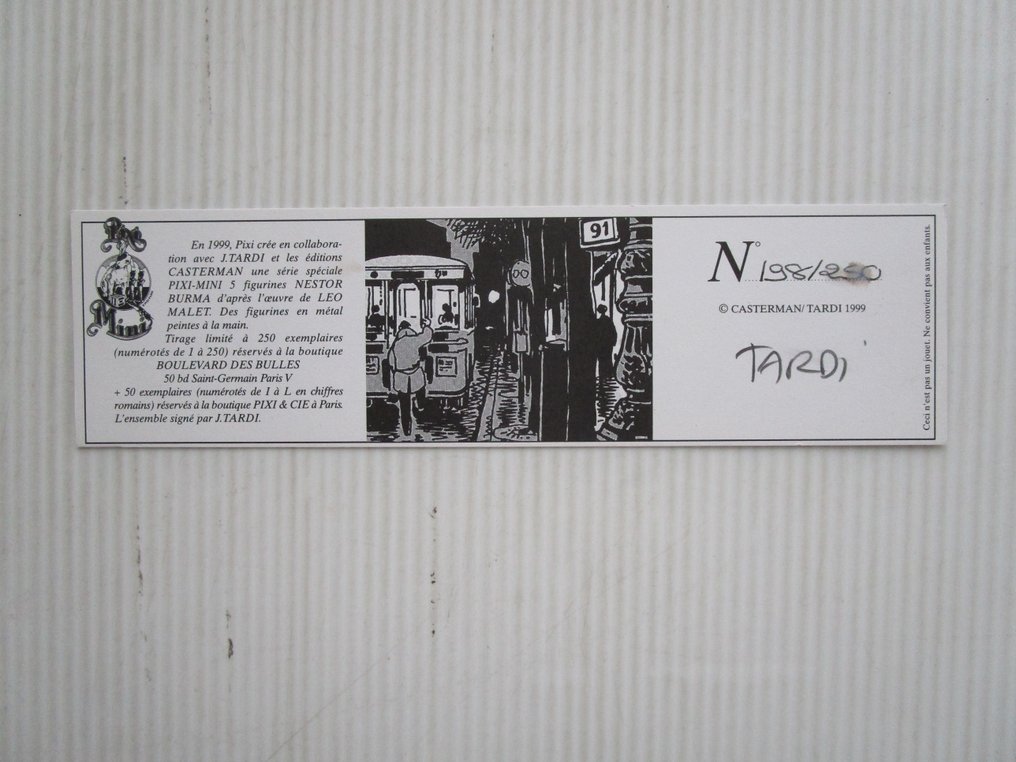 Pixi
Mini
En 1999, Pixi crée en collabora-
tion avec J.TARDI et les éditions
CASTERMAN une série spéciale
PIXI-MINI 5 figurines NESTOR
BURMA d'après l'œuvre de LEO
MALET. Des figurines en métal
peintes à la main.
Tirage limité à 250 exemplaires
(numérotés de 1 à 250) réservés à la boutique
BOULEVARD DES BULLES
50 bd Saint-Germain Paris V
+ 50 exemplaires (numérotés de I à L en chiffres
romains) réservés à la boutique PIXI & CIE à Paris.
L'ensemble signé par J.TARDI.
91
N° 198/250
© CASTERMAN/ TARDI 1999
TARDI
Ceci n'est pas un jouet. Ne convient pas aux enfants.